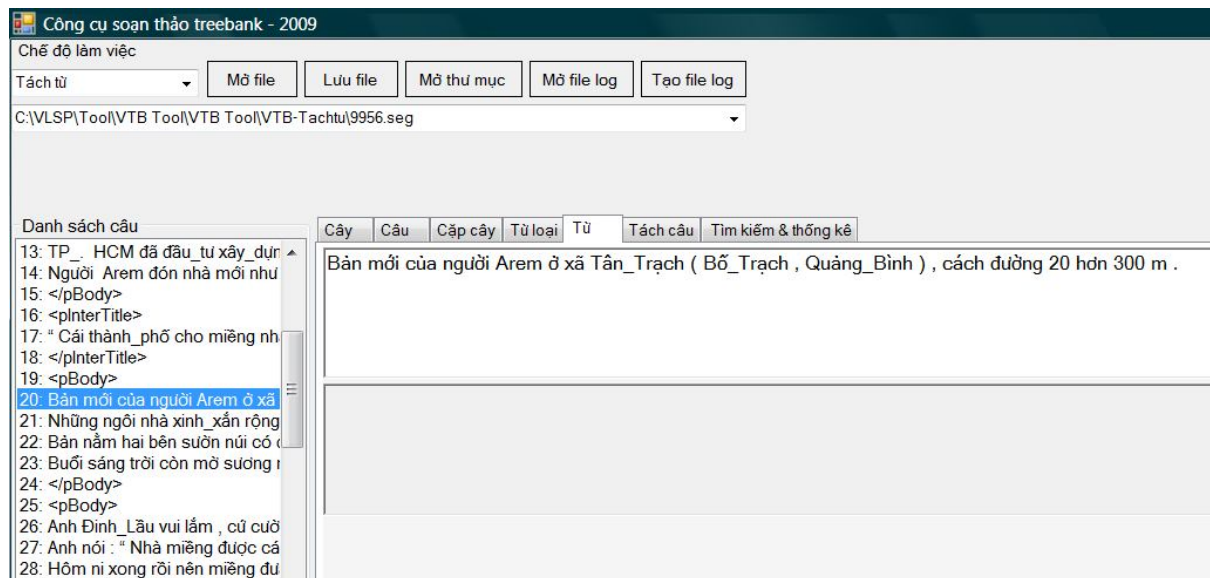 Công cụ soạn thảo treebank - 2009
Chế độ làm việc
Tách từ Mở file Lưu file Mở thư mục Mở file log Tạo file log
C:\VLSP\Tool\VTB Tool\VTB Tool\VTB-Tachtu\9956.seg
Danh sách câu
Cây Câu Cặp cây Từ loại Từ Tách câu Tìm kiếm & thống kê
Bản mới của người Arem ở xã Tân_Trạch ( Bố_Trạch , Quảng_Bình ) , cách đường 20 hơn 300 m .
13: TP_. HCM đã đầu_tư xây_dựn
14: Người Arem đón nhà mới như
15: </pBody>
16: <pInterTitle>
17: “ Cái thành_phố cho miềng nh
18: </pInterTitle>
19: <pBody>
20: Bản mới của người Arem ở xã
21: Những ngôi nhà xinh_xắn rộng
22: Bản nằm hai bên sườn núi có
23: Buổi sáng trời còn mờ sương
24: </pBody>
25: <pBody>
26: Anh Đinh_Lầu vui lắm , cứ cườ
27: Anh nói : “ Nhà miềng được cá
28: Hôm ni xong rồi nên miềng đư